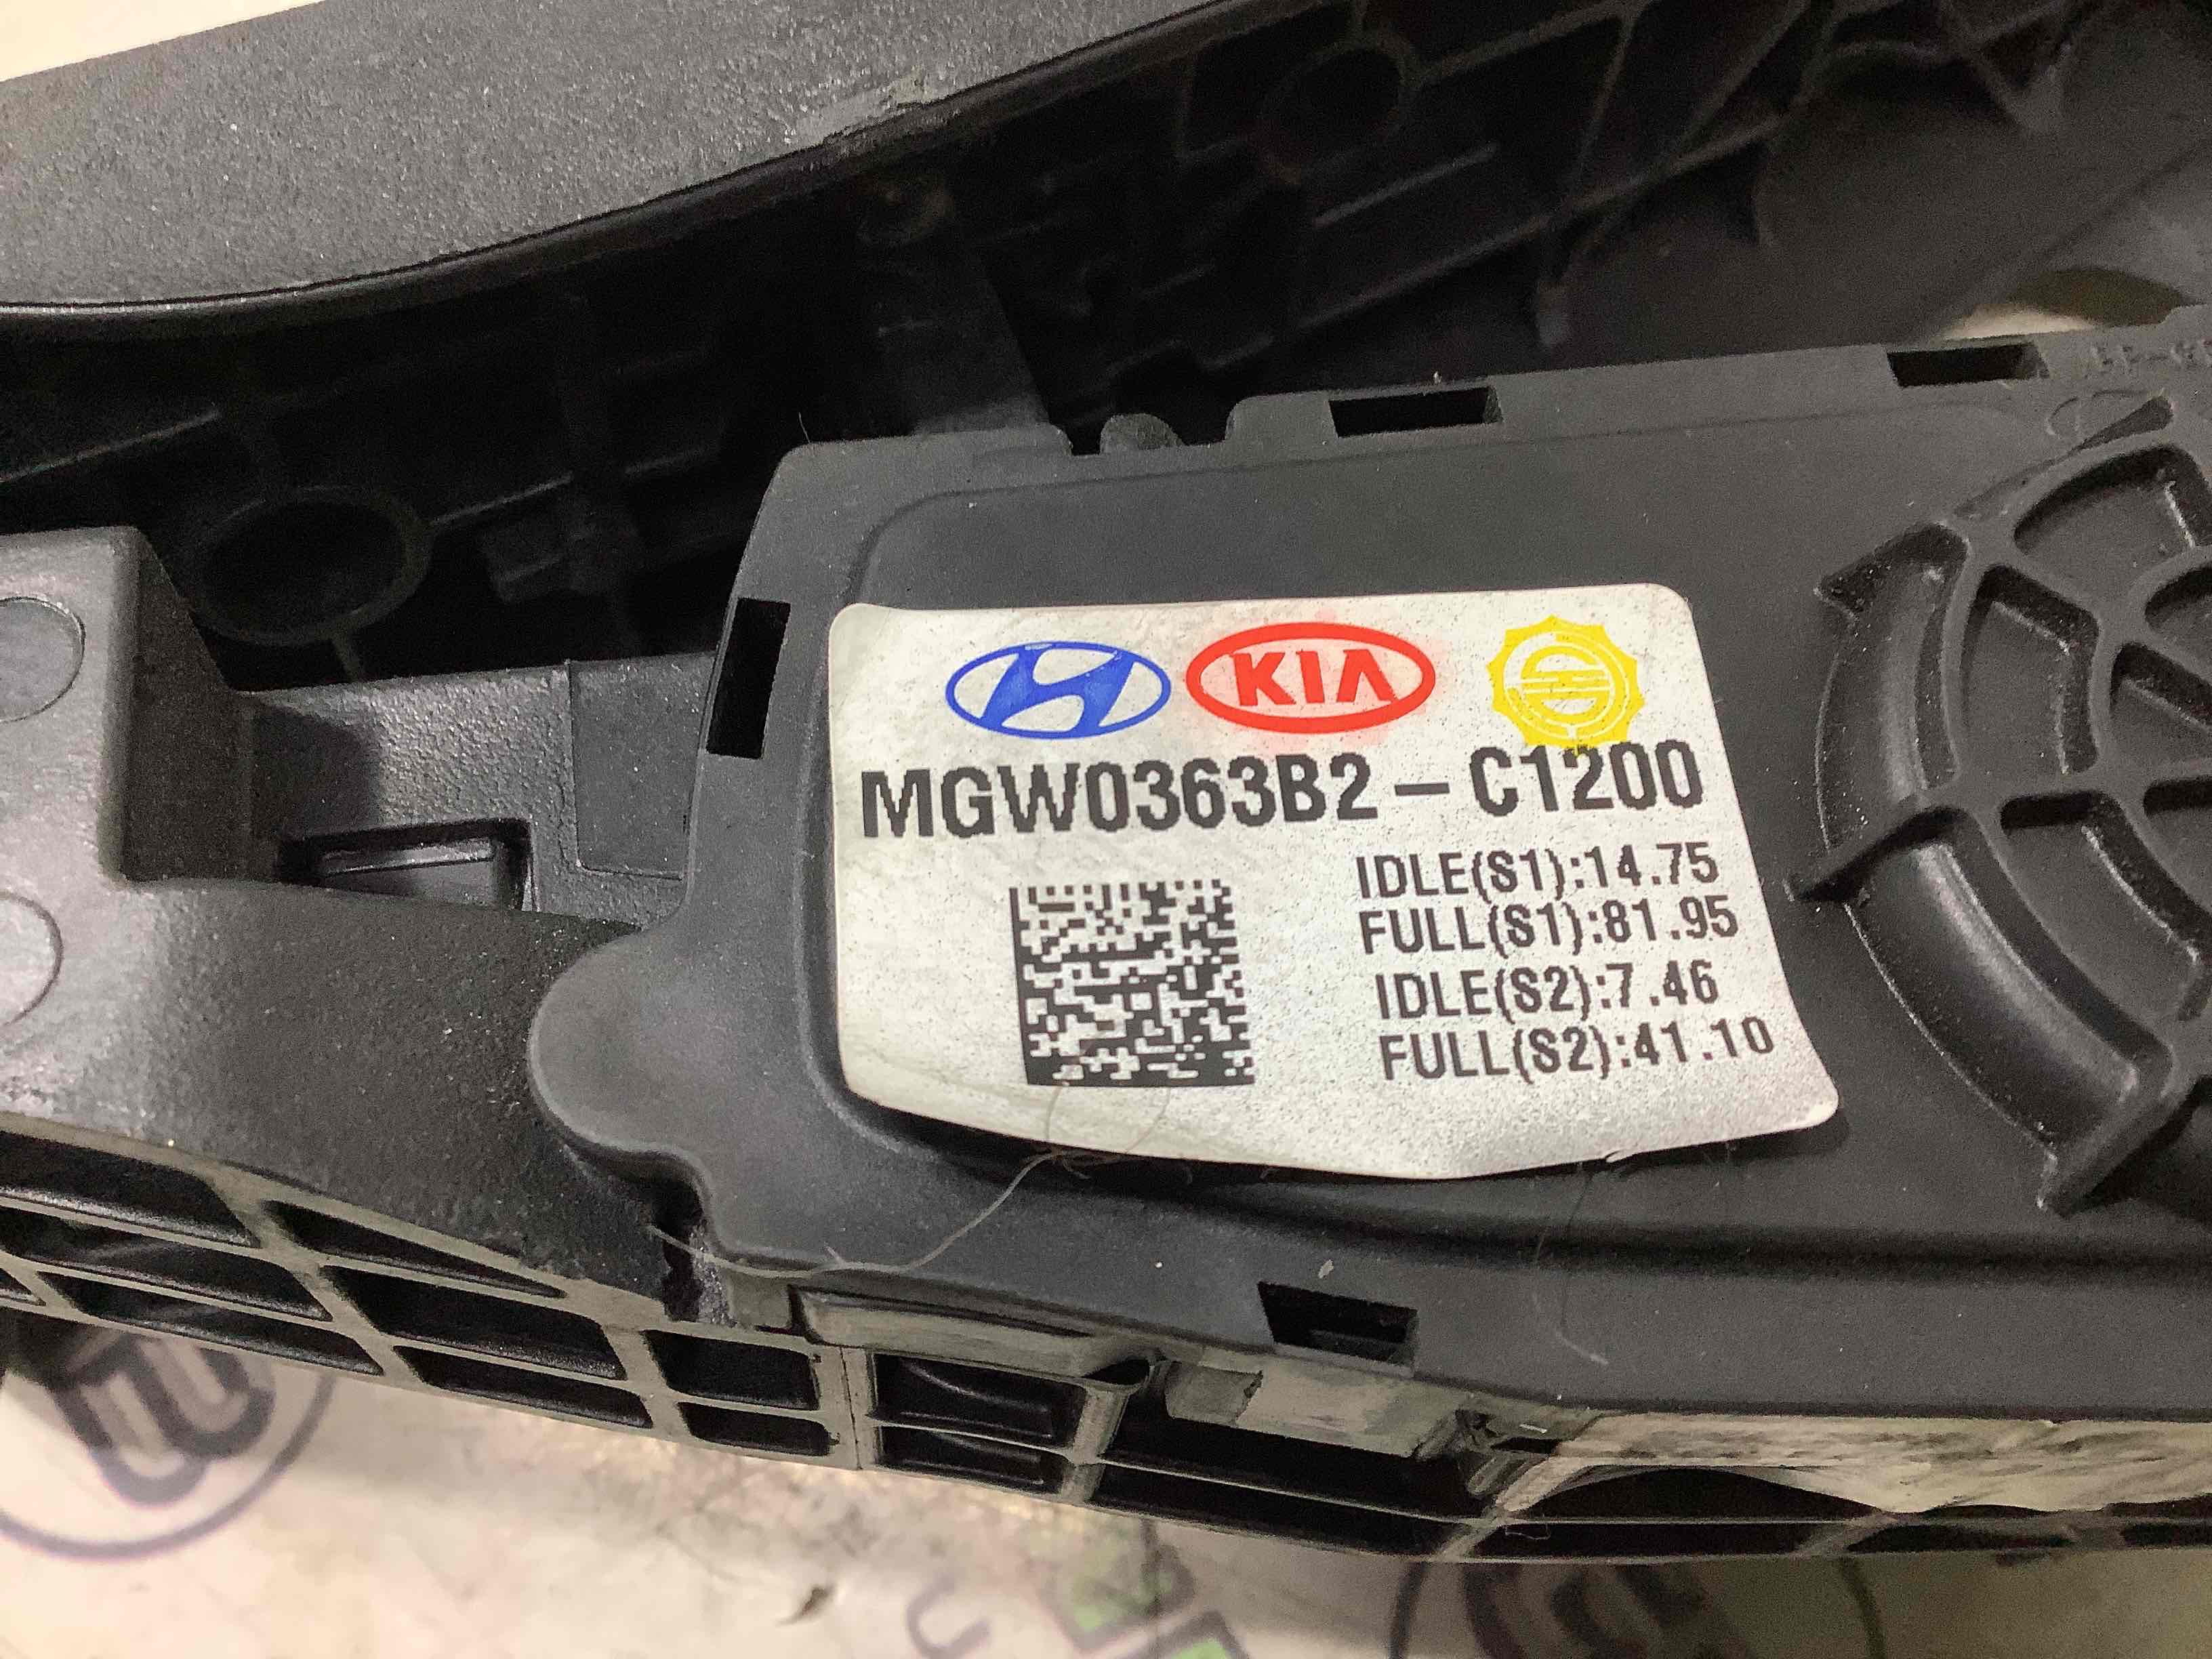 KIA
MGW0363B2-C1200
IDLE(S1):14.75
FULL(S1):81.95
IDLE(S2):7.46
FULL(S2):41.10